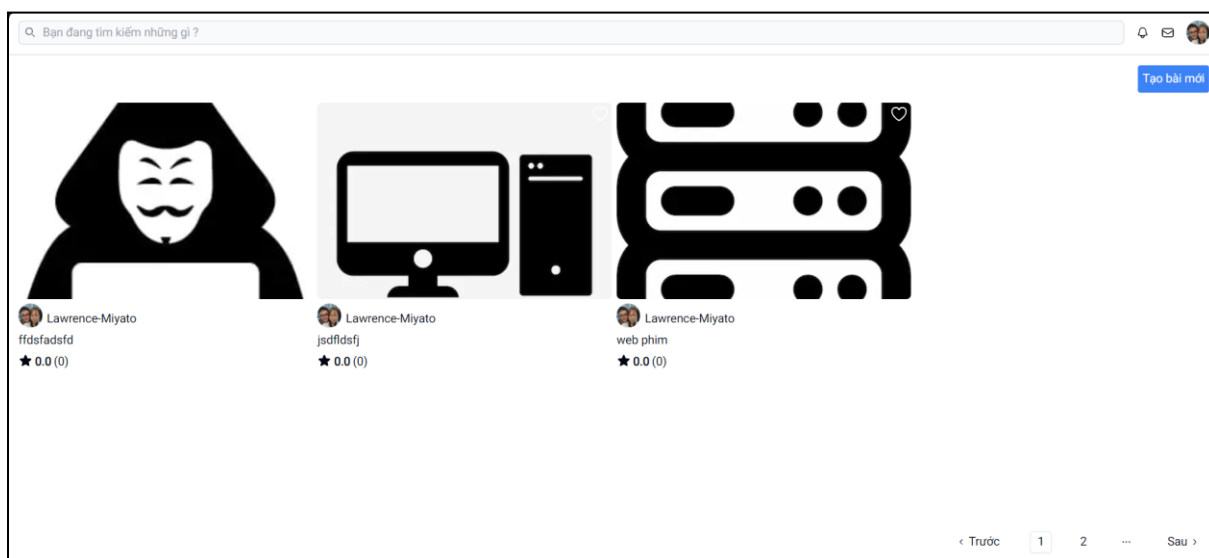 Bạn đang tìm kiếm những gì ?
Tạo bài mới
Lawrence-Miyato
ffdsfadsfd
★ 0.0 (0)
Lawrence-Miyato
jsdfldsfj
★ 0.0 (0)
Lawrence-Miyato
web phim
★ 0.0 (0)
‹ Trước 1 2 ... Sau ›